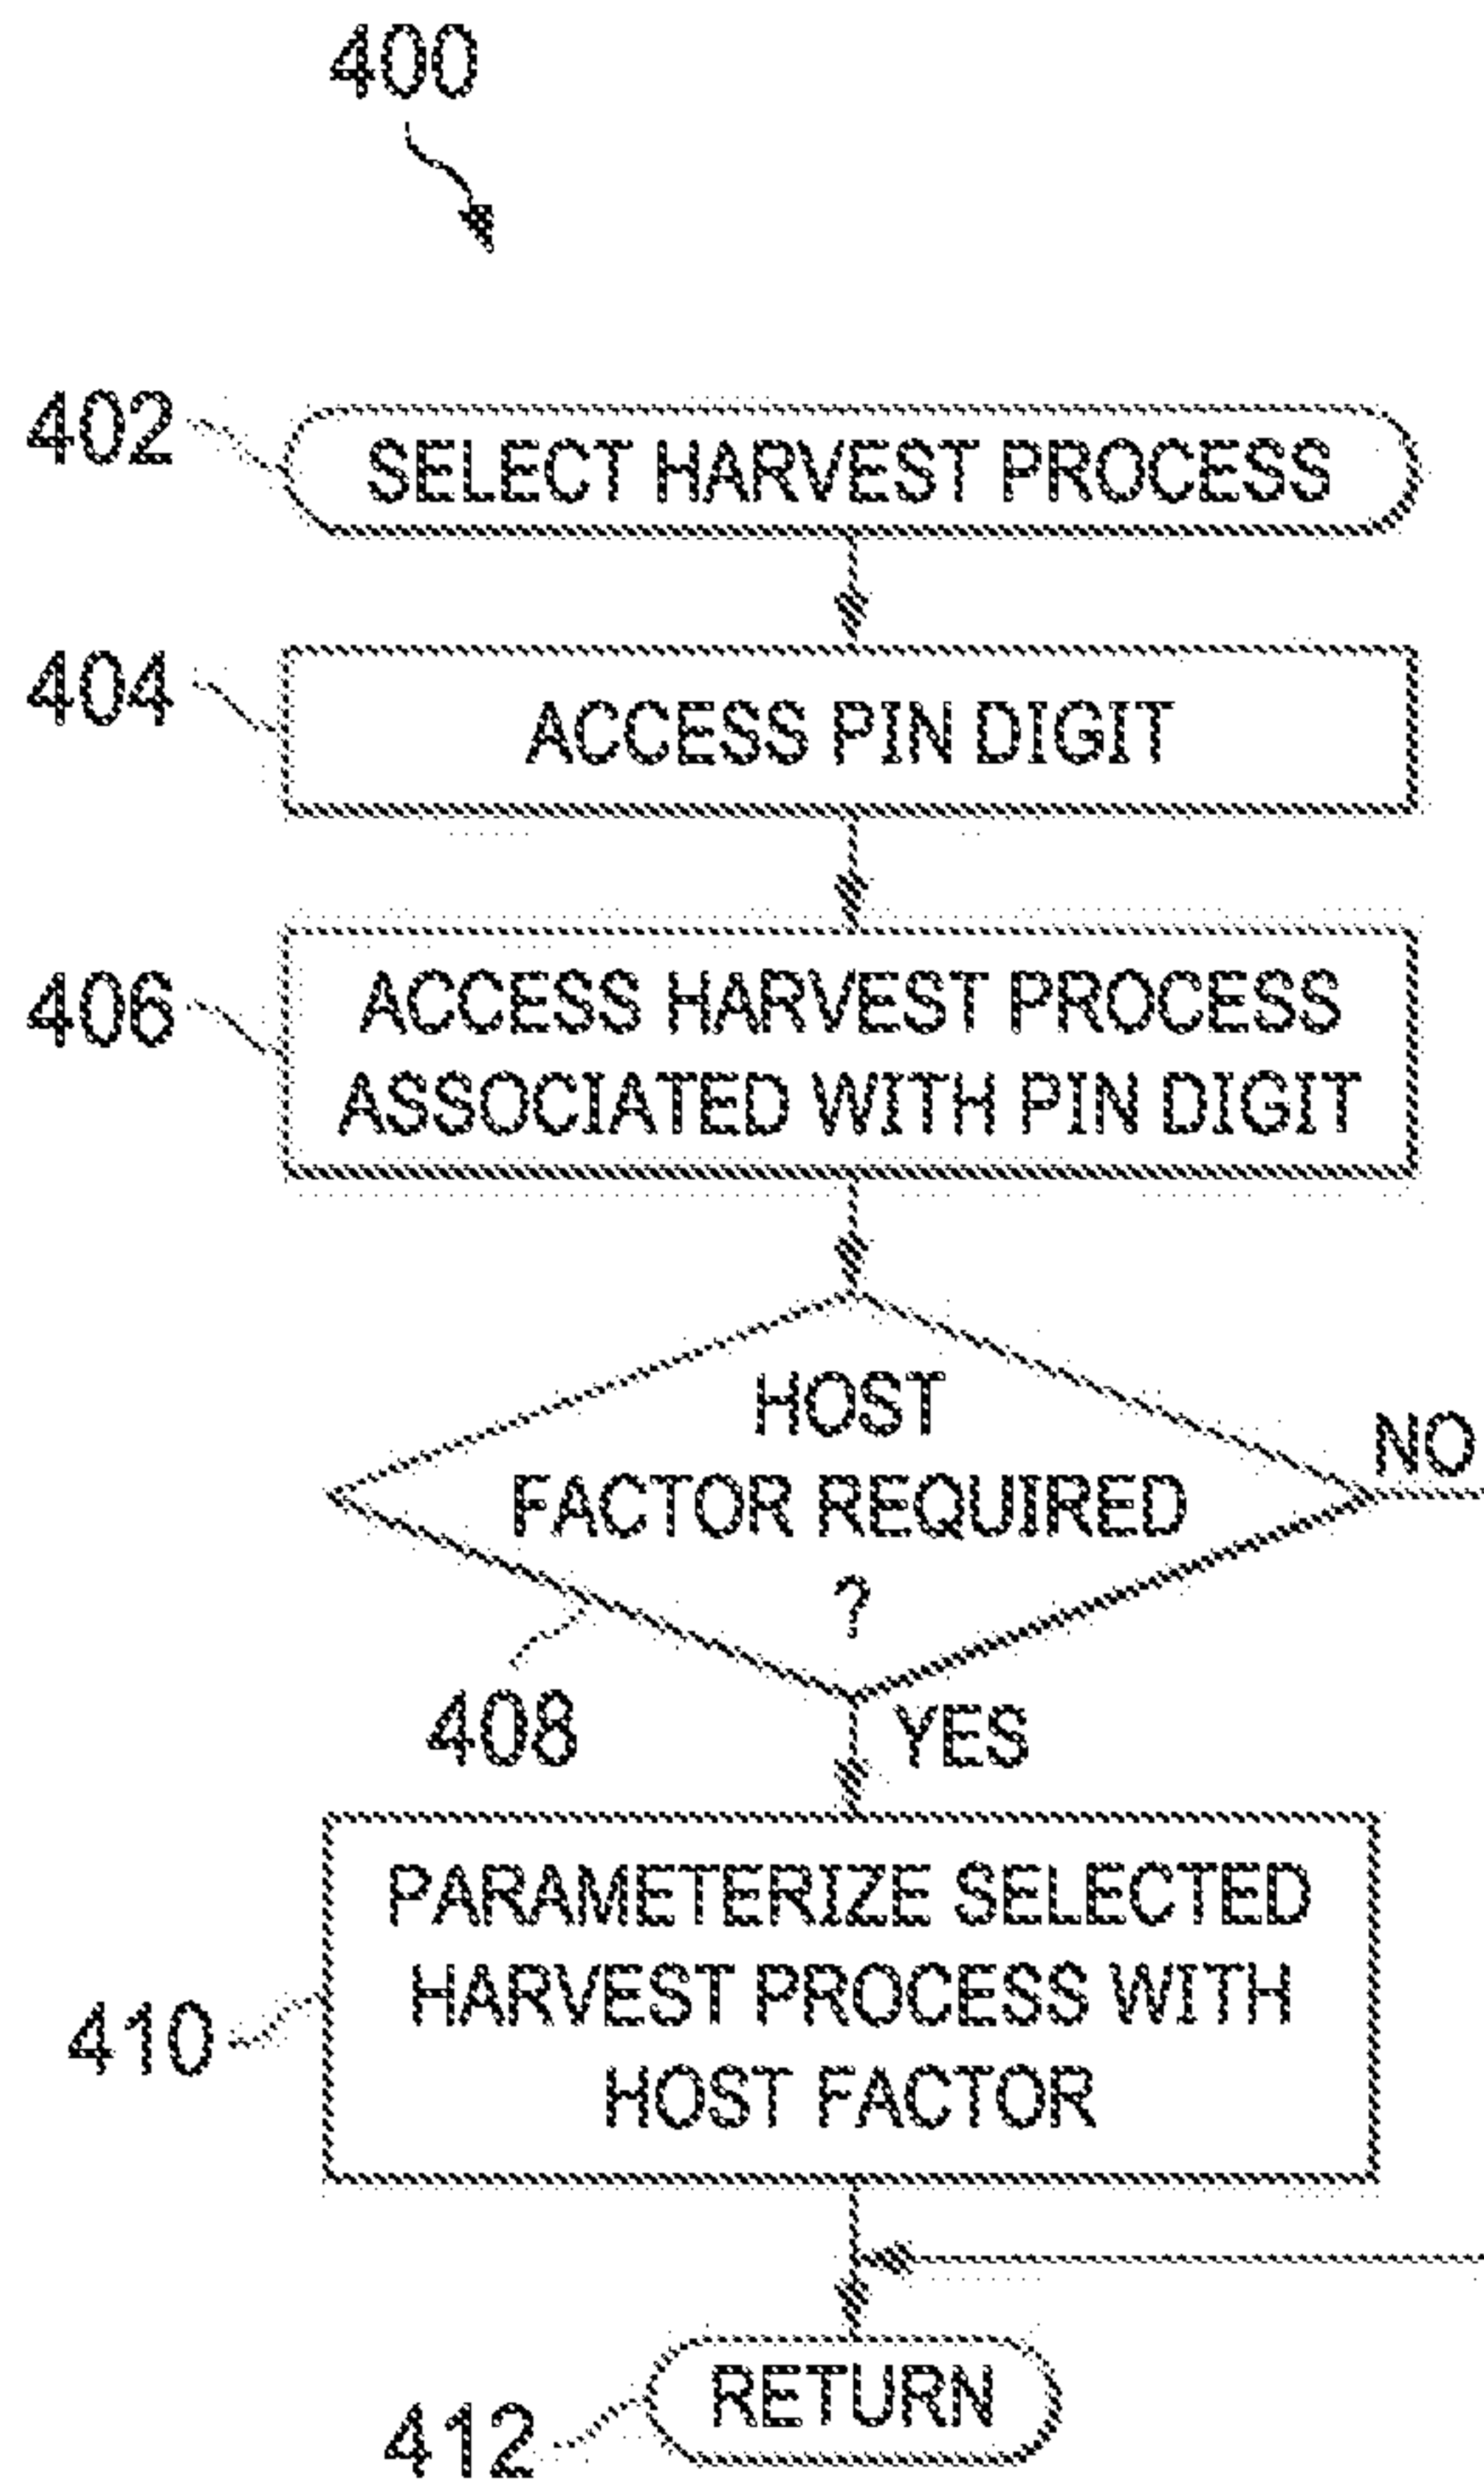 400
402
SELECT HARVEST PROCESS
404
ACCESS PIN DIGIT
406
ACCESS HARVEST PROCESS
ASSOCIATED WITH PIN DIGIT
HOST
FACTOR REQUIRED
?
NO
408
YES
410
PARAMETERIZE SELECTED
HARVEST PROCESS WITH
HOST FACTOR
412
RETURN